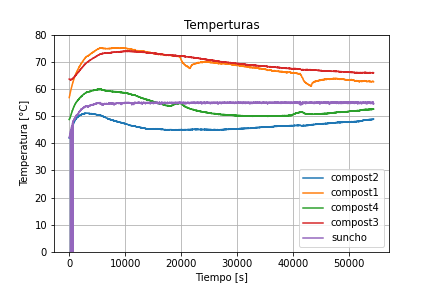 Temperturas
Temperatura [°C]
80
70
60
50
40
30
20
10
0
0 10000 20000 30000 40000 50000
Tiempo [s]
compost2
compost1
compost4
compost3
suncho